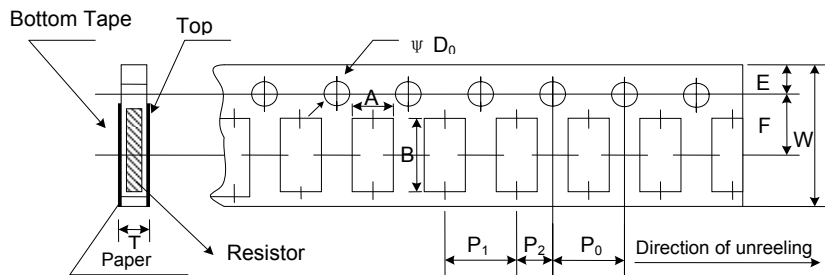 Bottom Tape
Top
Ψ D₀
A
B
E
F
W
T
Paper
Resistor
P₁
P₂
P₀
Direction of unreeling